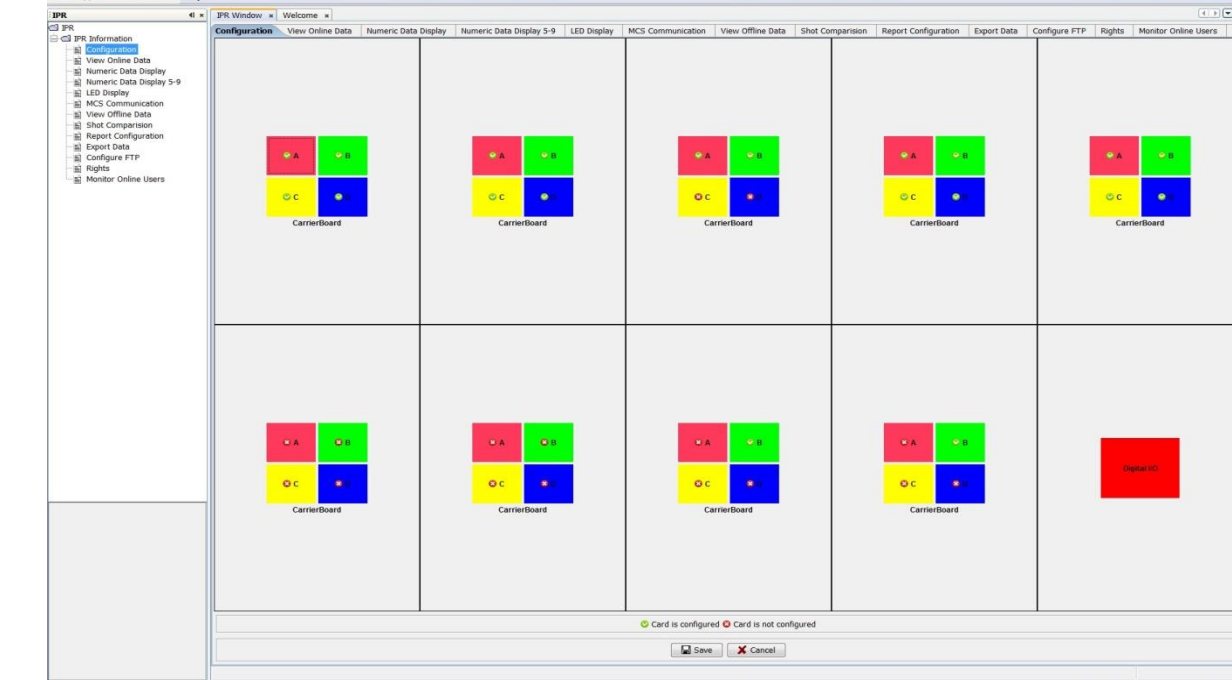 IPR
IPR Window Welcome
IPR
IPR Information
Configuration
View Online Data
Numeric Data Display
Numeric Data Display 5-9
LED Display
MCS Communication
View Offline Data
Shot Comparision
Report Configuration
Export Data
Configure FTP
Rights
Monitor Online Users
Configuration View Online Data Numeric Data Display Numeric Data Display 5-9 LED Display MCS Communication View Offline Data Shot Comparision Report Configuration Export Data Configure FTP Rights Monitor Online Users
A B A B A B A B A B
C D C D C D C D C D
CarrierBoard CarrierBoard CarrierBoard CarrierBoard CarrierBoard
A B A B A B A B
Digital I/O
C D C D C D C D
CarrierBoard CarrierBoard CarrierBoard CarrierBoard
Card is configured Card is not configured
Save Cancel